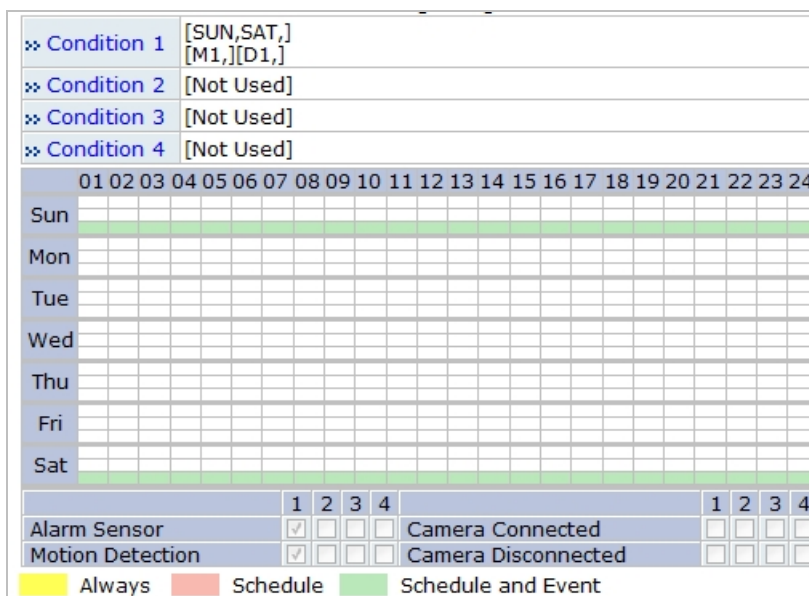 » Condition 1 [SUN,SAT,]
[M1,][D1,]
» Condition 2 [Not Used]
» Condition 3 [Not Used]
» Condition 4 [Not Used]
01 02 03 04 05 06 07 08 09 10 11 12 13 14 15 16 17 18 19 20 21 22 23 24
Sun
Mon
Tue
Wed
Thu
Fri
Sat
1 2 3 4 1 2 3 4
Alarm Sensor Camera Connected
Motion Detection Camera Disconnected
Always Schedule Schedule and Event